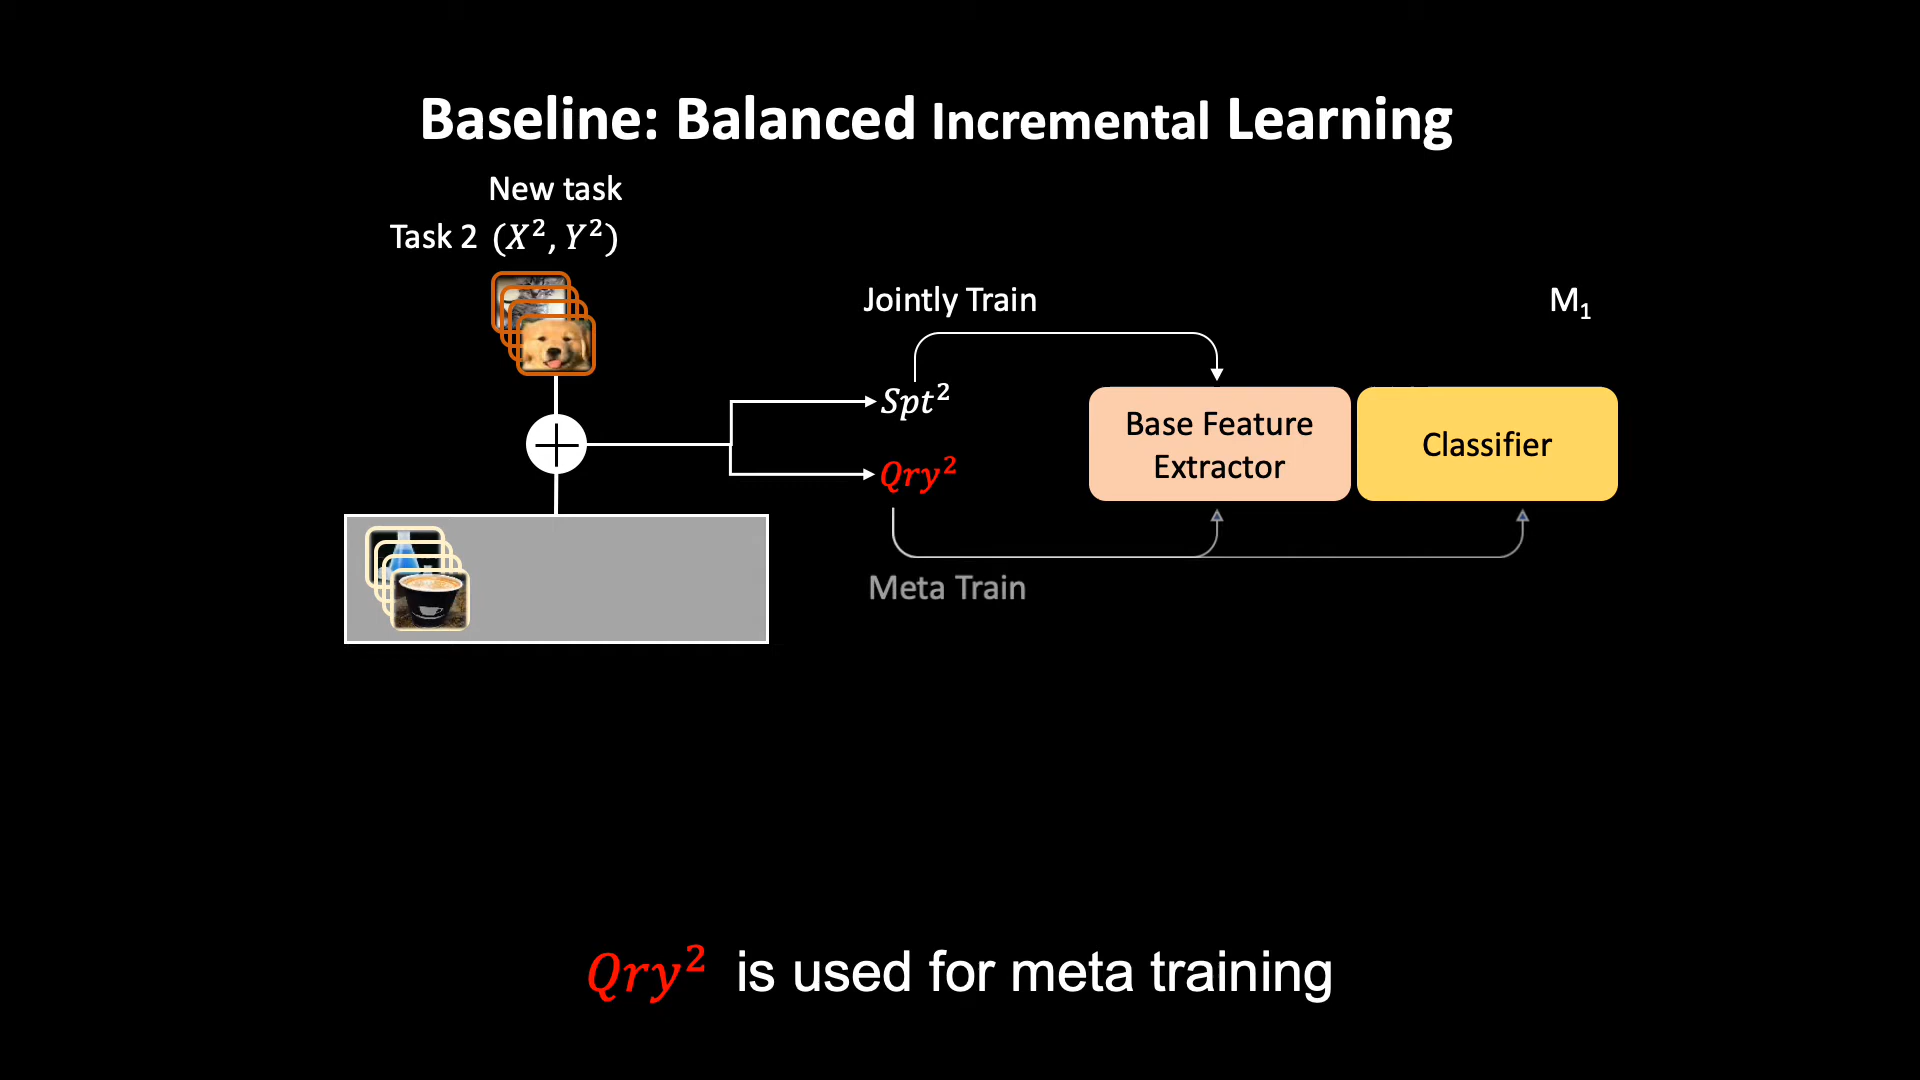 Baseline: Balanced Incremental Learning
New task
Task 2 (X², Y²)
Jointly Train
M₁
Spt²
Base Feature
Extractor
Classifier
Qry²
Meta Train
Qry² is used for meta training